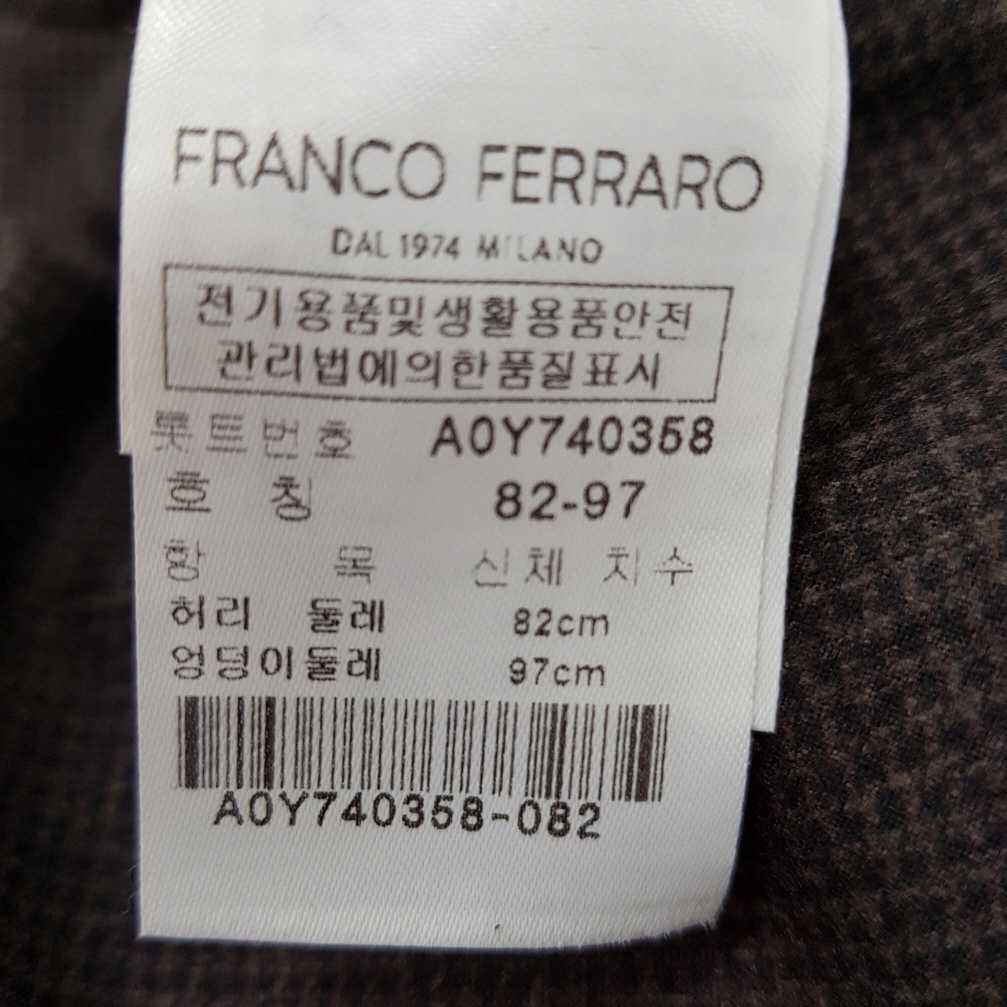 FRANCO FERRARO
DAL 1974 MILANO
전기용품및생활용품안전
관리법에의한품질표시
롯트번호 A0Y740358
호 칭 82-97
항 목 신체 치수
허리 둘레 82cm
엉덩이둘레 97cm
A0Y740358-082